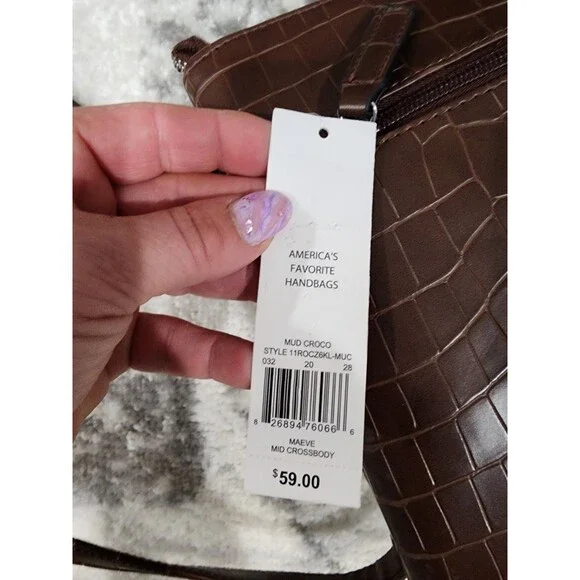 AMERICA'S
FAVORITE
HANDBAGS
MUD CROCO
STYLE 11ROCZ6KL-MUC
032 20 28
8 26894 76066 6
MAEVE
MID CROSSBODY
$59.00